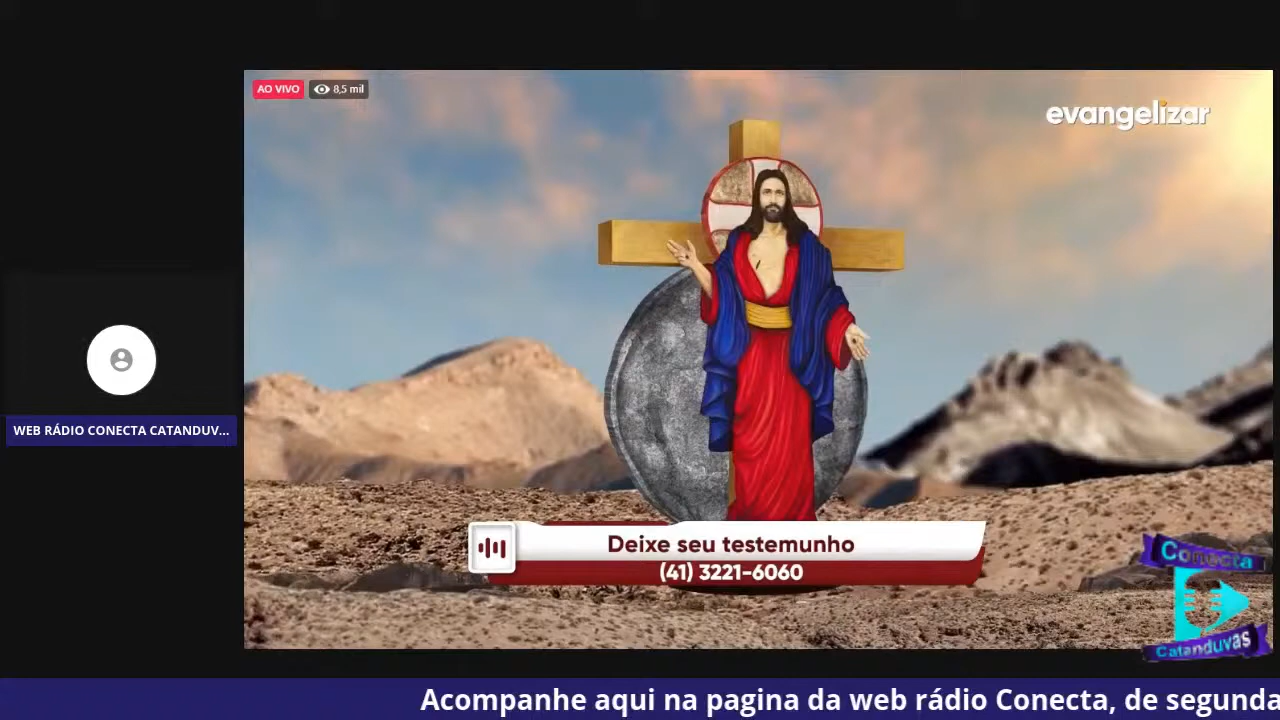 AO VIVO 8,5 mil
evangelizar
WEB RÁDIO CONECTA CATANDUV...
Deixe seu testemunho
(41) 3221-6060
Conecta
Catanduvas
Acompanhe aqui na pagina da web rádio Conecta, de segunda